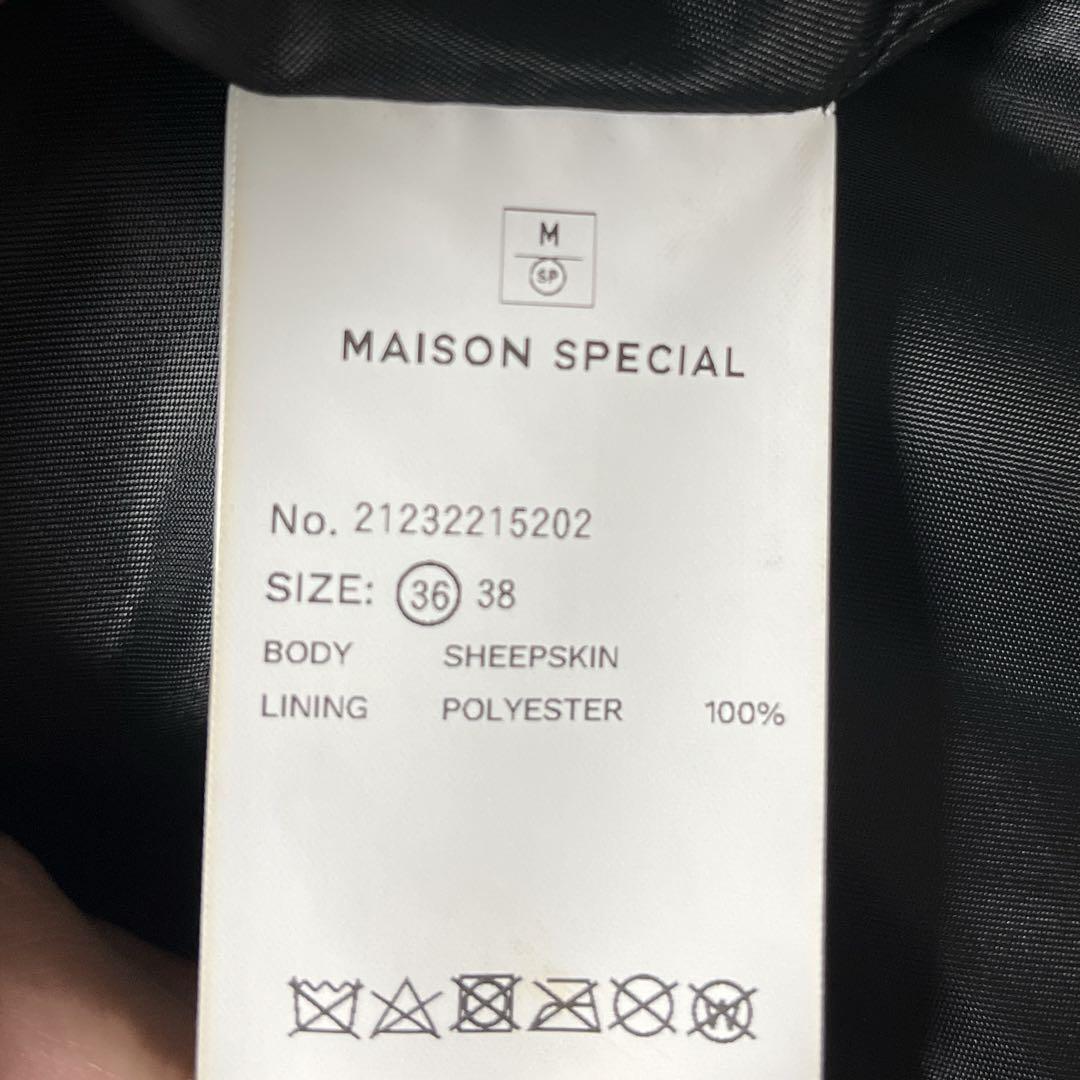 M
SP
MAISON SPECIAL
No. 21232215202
SIZE: 36 38
BODY SHEEPSKIN
LINING POLYESTER 100%
W